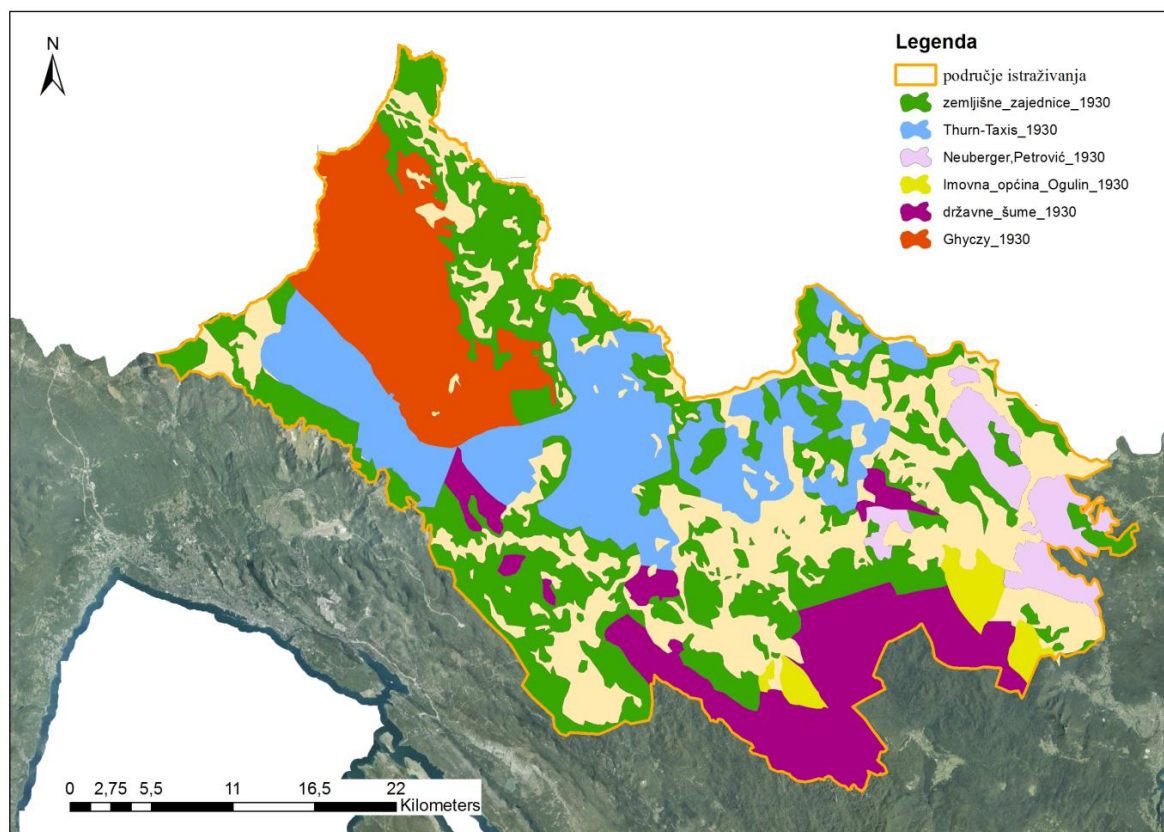 N
Legenda
područje istraživanja
zemljišne_zajednice_1930
Thurn-Taxis_1930
Neuberger,Petrović_1930
Imovna_općina_Ogulin_1930
državne_šume_1930
Ghyczy_1930
0 2,75 5,5 11 16,5 22
Kilometers